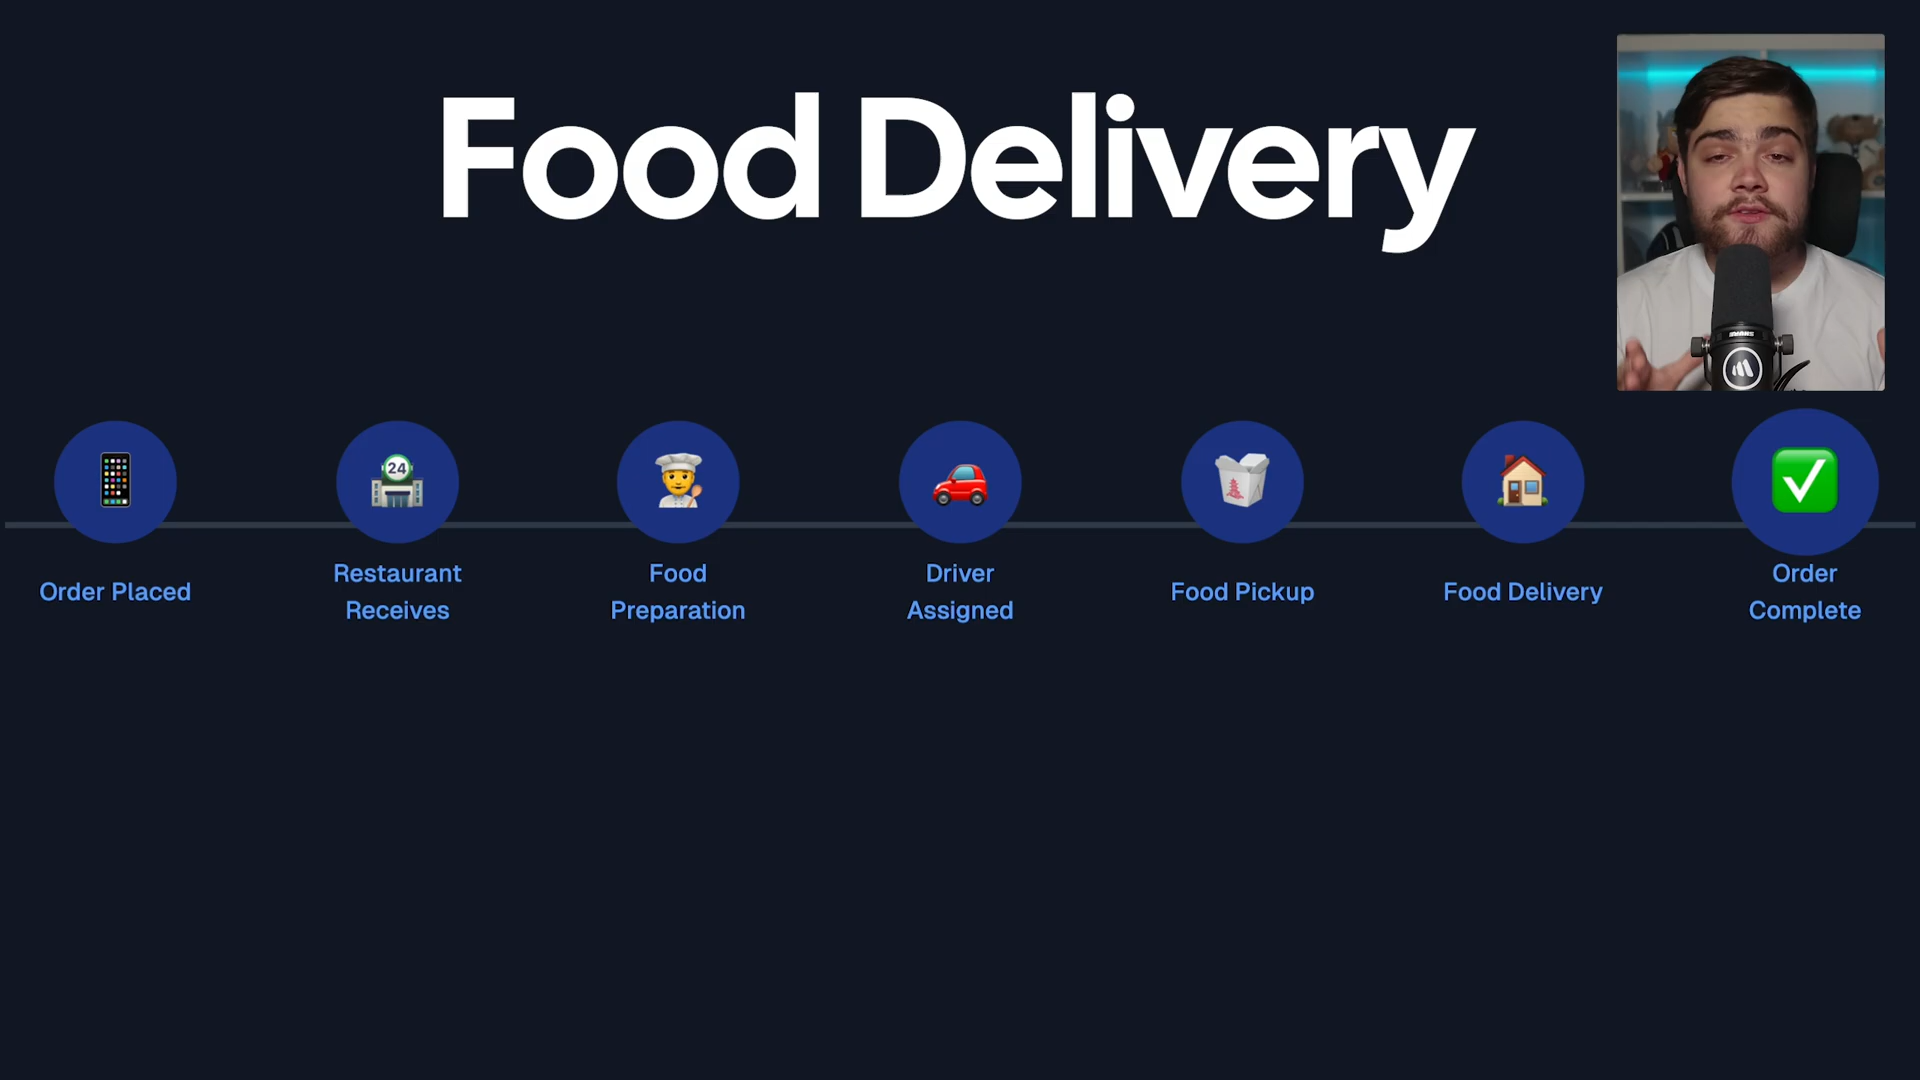 Food Delivery
24
Order Placed
Restaurant
Receives
Food
Preparation
Driver
Assigned
Food Pickup
Food Delivery
Order
Complete